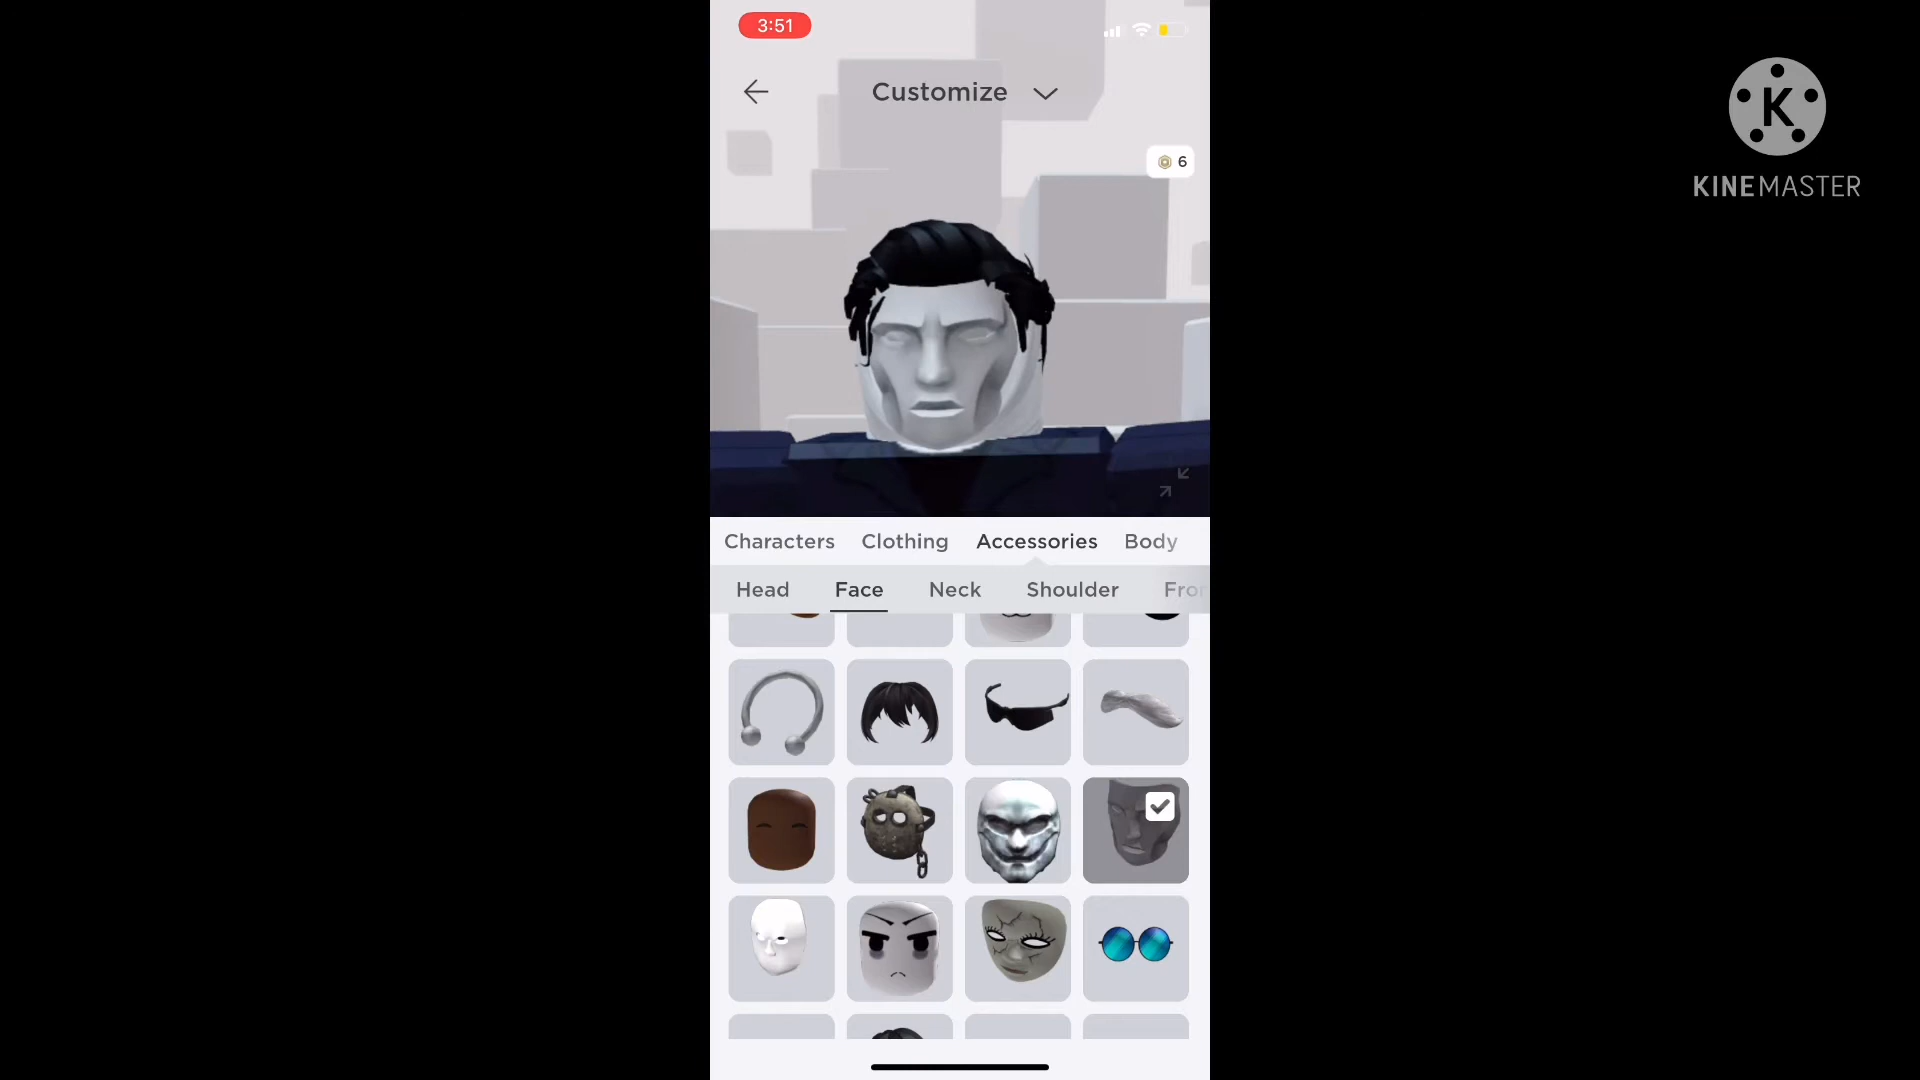 3:51
Customize
6
K
KINEMASTER
Characters Clothing Accessories Body
Head Face Neck Shoulder